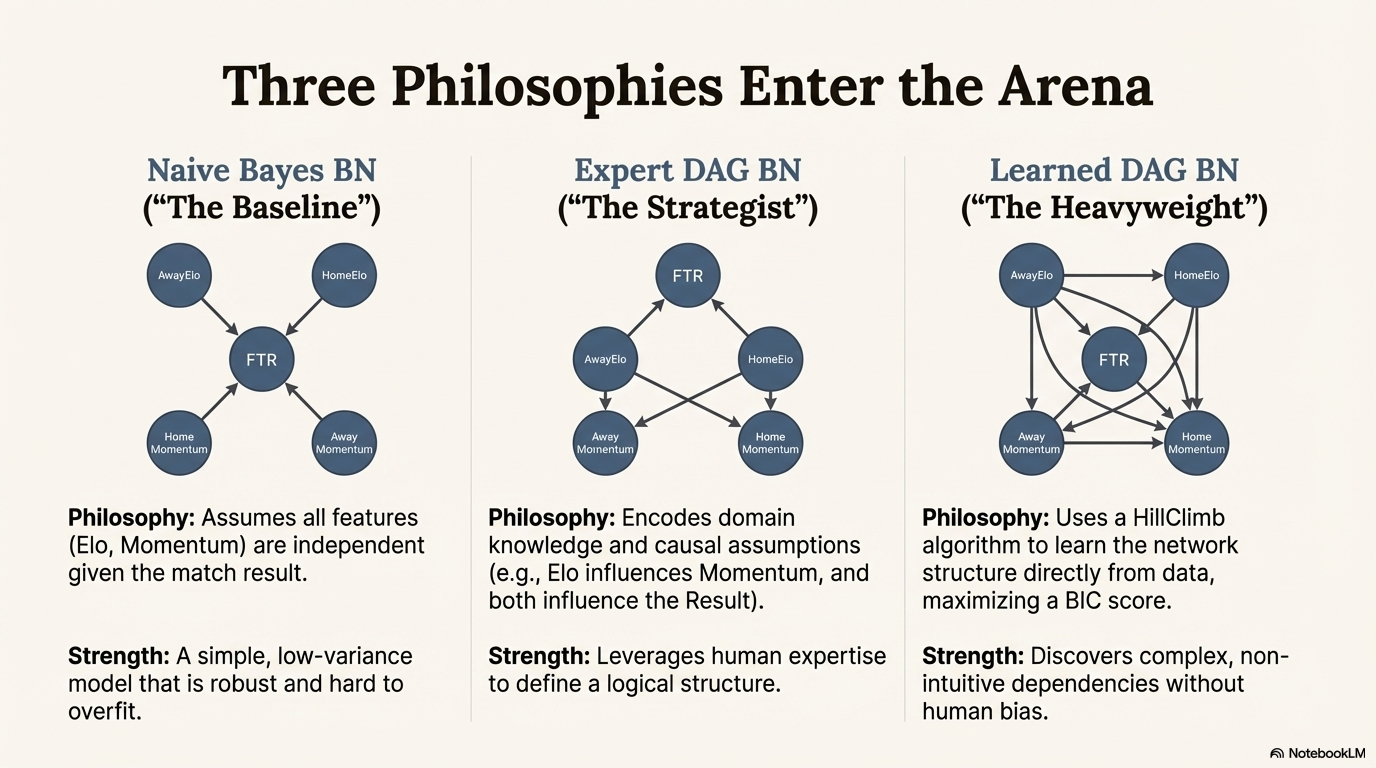 Three Philosophies Enter the Arena
Naive Bayes BN
(“The Baseline”)
AwayElo
HomeElo
FTR
Home
Momentum
Away
Momentum
Philosophy: Assumes all features
(Elo, Momentum) are independent
given the match result.
Strength: A simple, low-variance
model that is robust and hard to
overfit.
Expert DAG BN
(“The Strategist”)
FTR
AwayElo
HomeElo
Away
Momentum
Home
Momentum
Philosophy: Encodes domain
knowledge and causal assumptions
(e.g., Elo influences Momentum, and
both influence the Result).
Strength: Leverages human expertise
to define a logical structure.
Learned DAG BN
(“The Heavyweight”)
AwayElo
HomeElo
FTR
Away
Momentum
Home
Momentum
Philosophy: Uses a HillClimb
algorithm to learn the network
structure directly from data,
maximizing a BIC score.
Strength: Discovers complex, non-
intuitive dependencies without
human bias.
NotebookLM